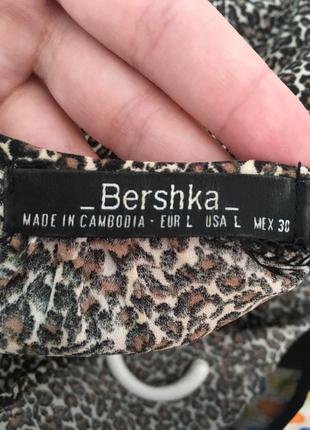 _Bershka_
MADE IN CAMBODIA - EUR L USA L MEX 30